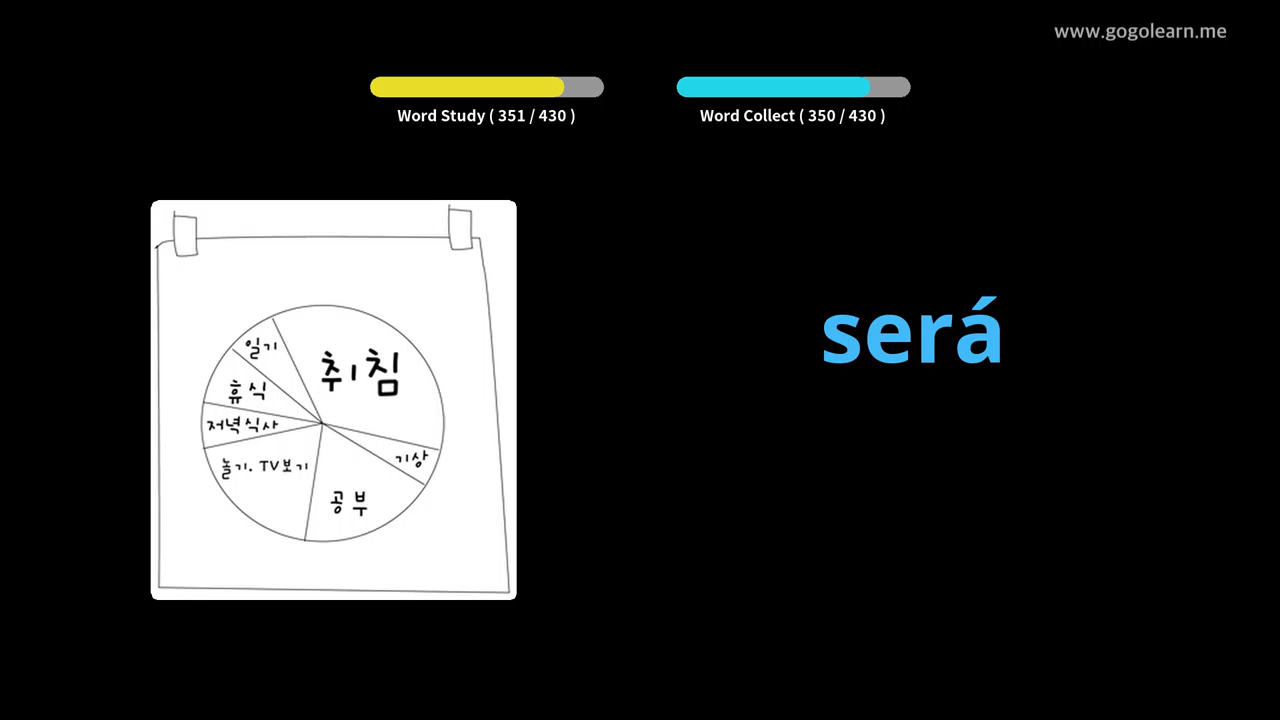 www.gogolearn.me
Word Study ( 351 / 430 )
Word Collect ( 350 / 430 )
será
일기
취침
휴식
저녁식사
놀기. TV보기
기상
공부